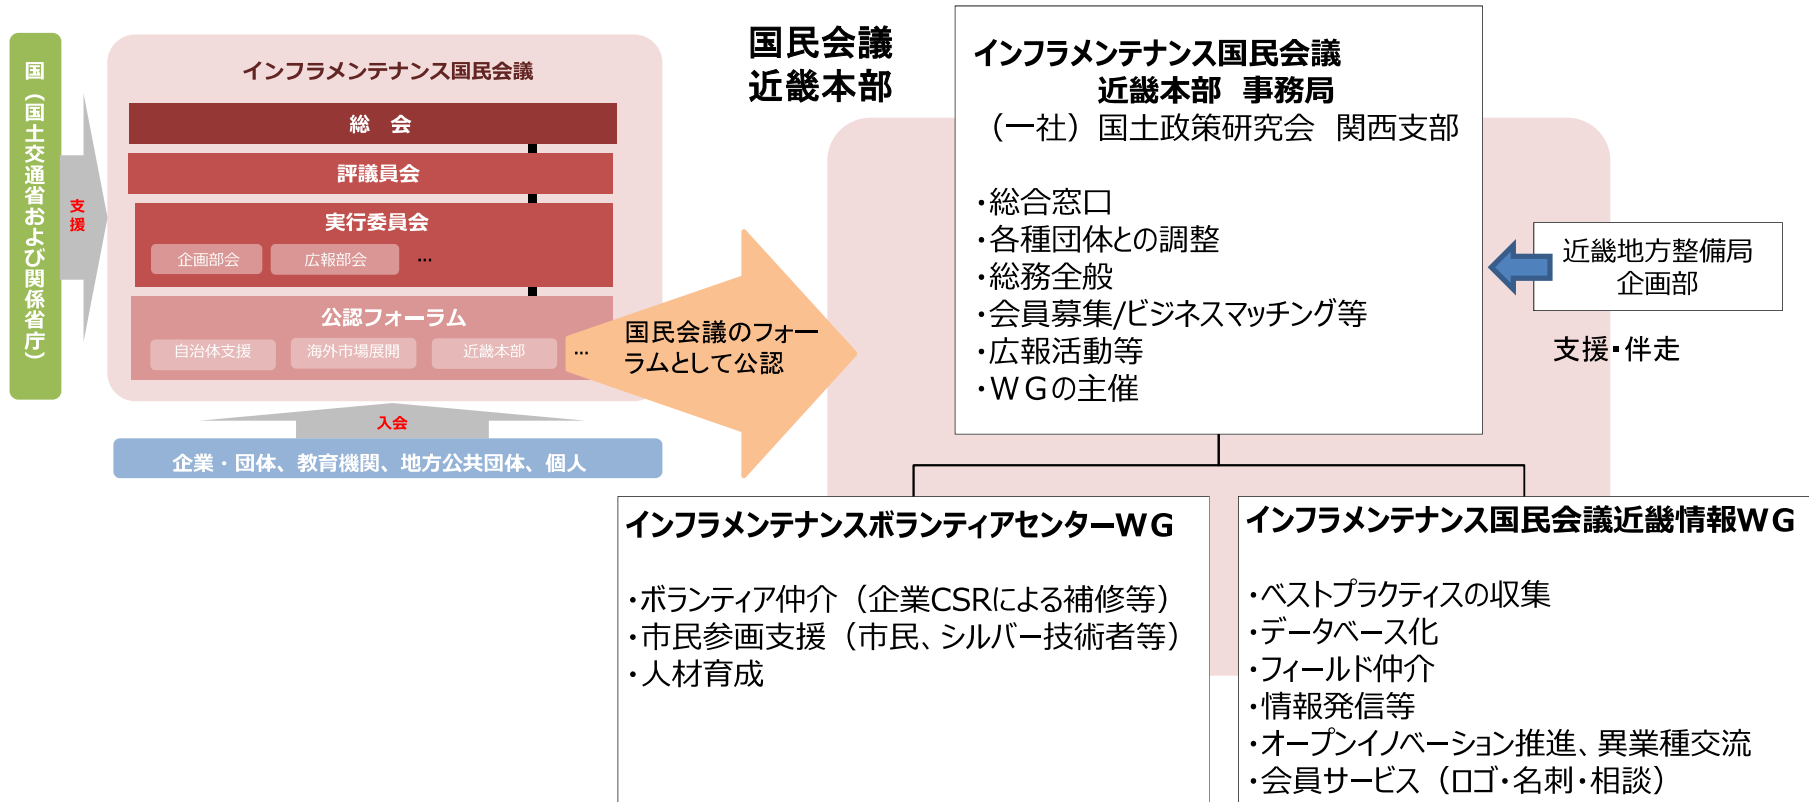 国（国土交通省および関係省庁）
支
援
インフラメンテナンス国民会議
総　会
評議員会
実行委員会
企画部会
広報部会
…
公認フォーラム
自治体支援
海外市場展開
近畿本部
…
入会
企業・団体、教育機関、地方公共団体、個人
国民会議のフォー
ラムとして公認
国民会議
近畿本部
インフラメンテナンス国民会議
近畿本部　事務局
（一社）国土政策研究会　関西支部
・総合窓口
・各種団体との調整
・総務全般
・会員募集/ビジネスマッチング等
・広報活動等
・ＷＧの主催
近畿地方整備局
企画部
支援・伴走
インフラメンテナンスボランティアセンターWG
・ボランティア仲介（企業CSRによる補修等）
・市民参画支援（市民、シルバー技術者等）
・人材育成
インフラメンテナンス国民会議近畿情報WG
・ベストプラクティスの収集
・データベース化
・フィールド仲介
・情報発信等
・オープンイノベーション推進、異業種交流
・会員サービス（ロゴ・名刺・相談）